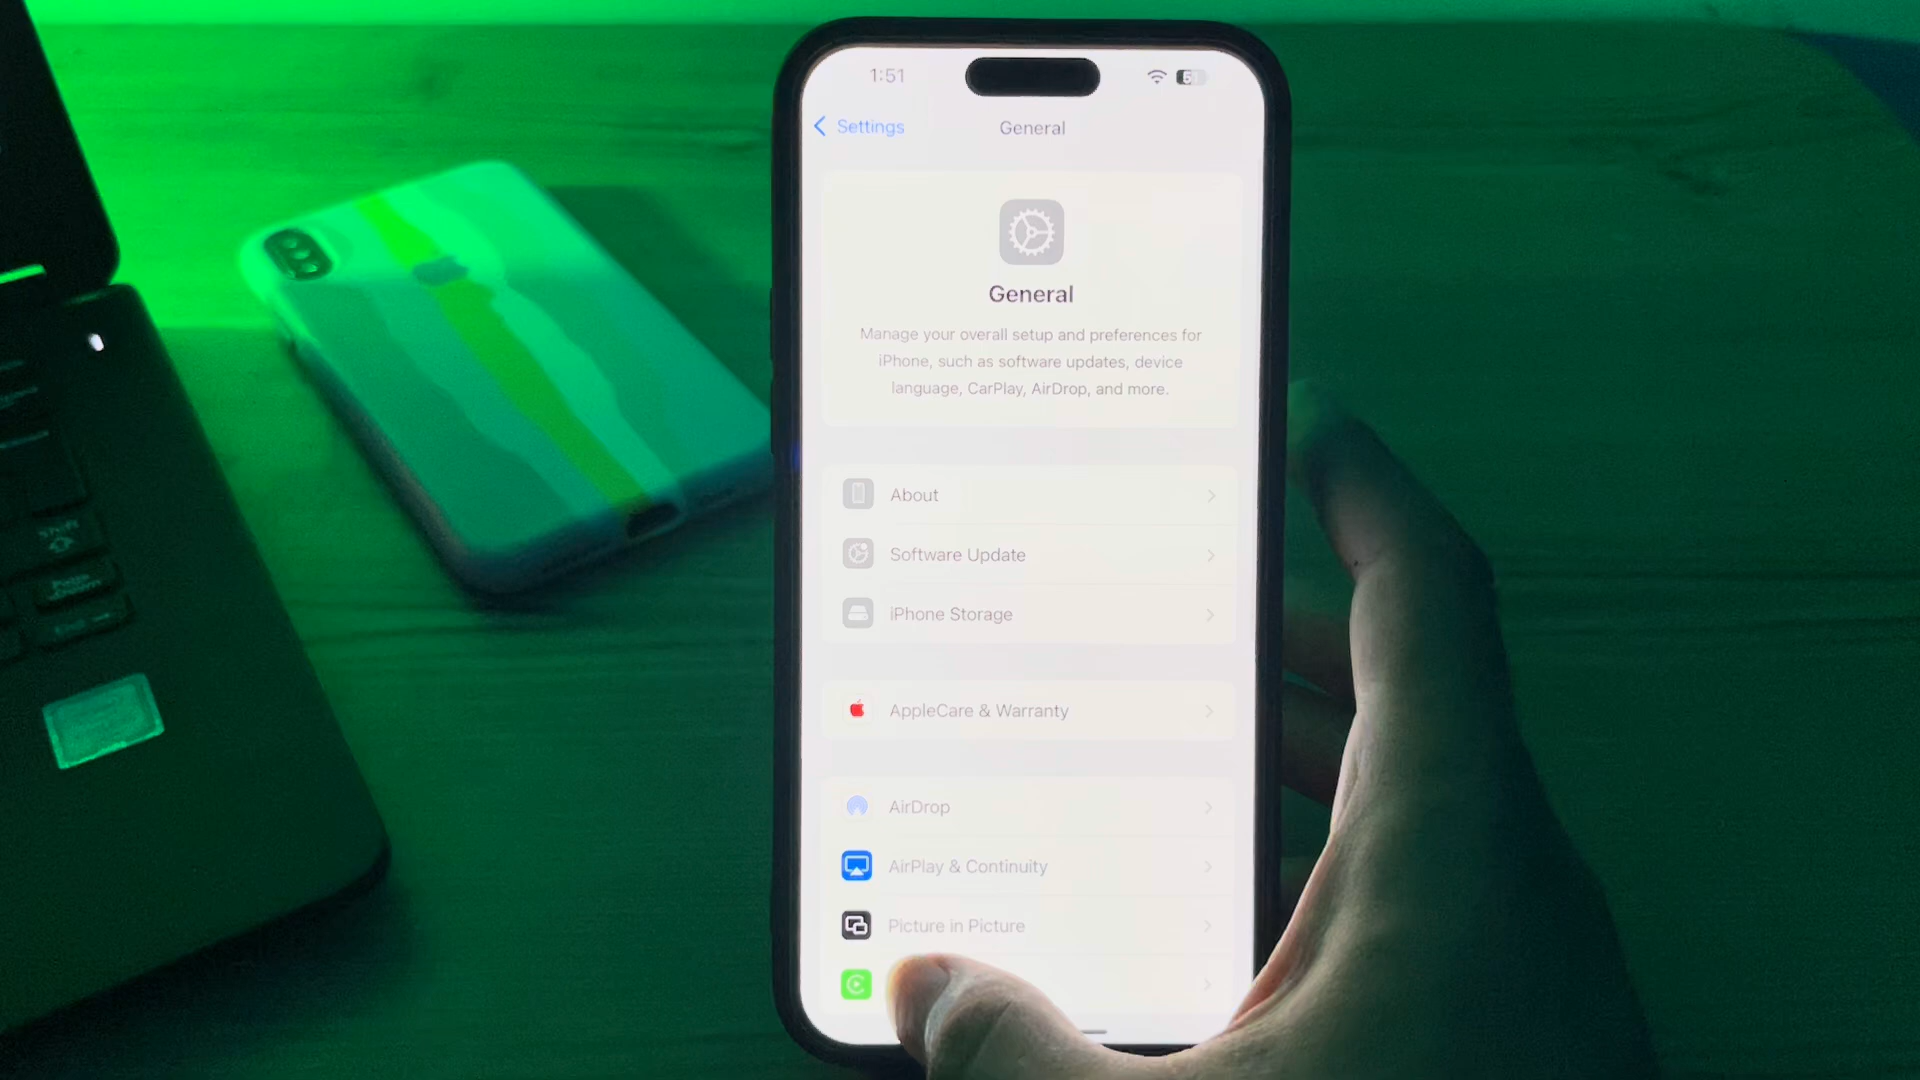 1:51
Settings
General
General
Manage your overall setup and preferences for
iPhone, such as software updates, device
language, CarPlay, AirDrop, and more.
About
Software Update
iPhone Storage
AppleCare & Warranty
AirDrop
AirPlay & Continuity
Picture in Picture
Shift